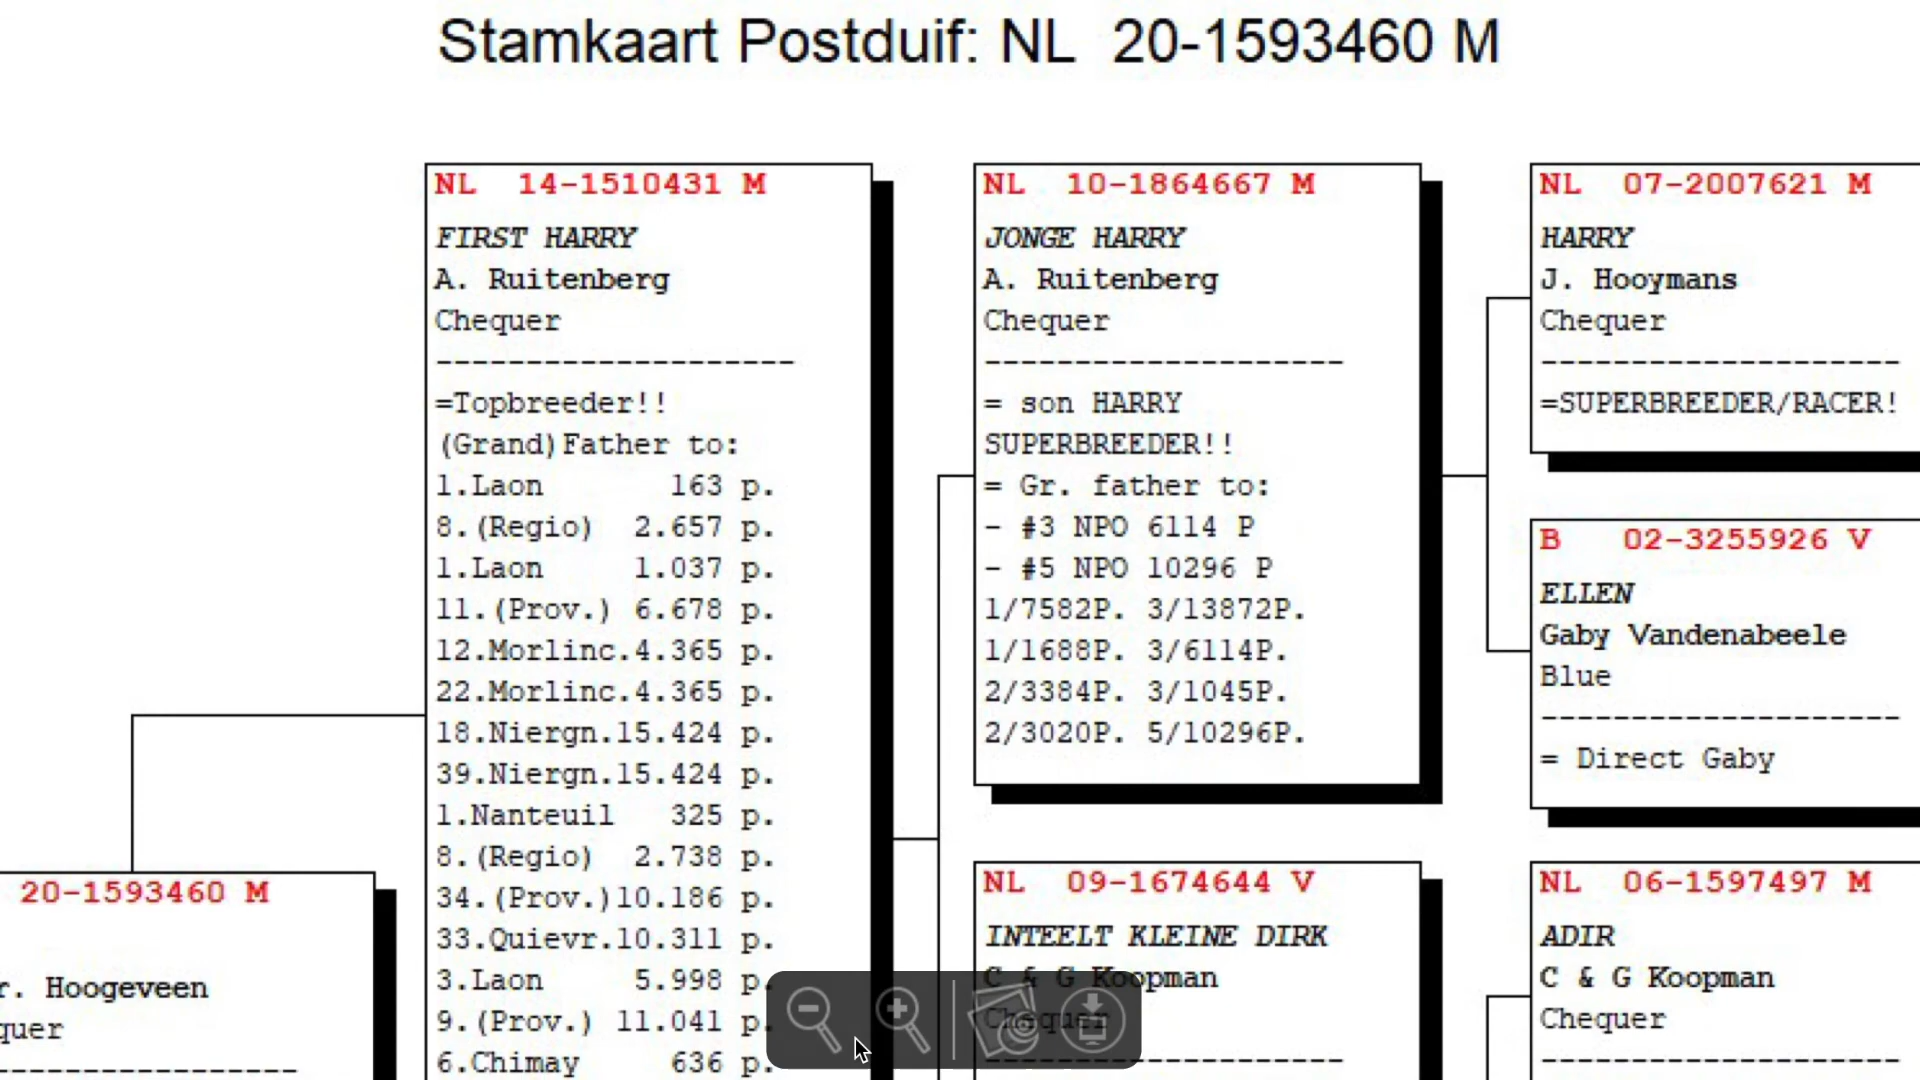 Stamkaart Postduif: NL 20-1593460 M
20-1593460 M
r. Hoogeveen
quer
--------------------
NL 14-1510431 M
FIRST HARRY
A. Ruitenberg
Chequer
--------------------
=Topbreeder!!
(Grand)Father to:
1.Laon 163 p.
8.(Regio) 2.657 p.
1.Laon 1.037 p.
11.(Prov.) 6.678 p.
12.Morlinc.4.365 p.
22.Morlinc.4.365 p.
18.Niergn.15.424 p.
39.Niergn.15.424 p.
1.Nanteuil 325 p.
8.(Regio) 2.738 p.
34.(Prov.)10.186 p.
33.Quievr.10.311 p.
3.Laon 5.998 p.
9.(Prov.) 11.041 p.
6.Chimay 636 p.
NL 10-1864667 M
JONGE HARRY
A. Ruitenberg
Chequer
--------------------
= son HARRY
SUPERBREEDER!!
= Gr. father to:
- #3 NPO 6114 P
- #5 NPO 10296 P
1/7582P. 3/13872P.
1/1688P. 3/6114P.
2/3384P. 3/1045P.
2/3020P. 5/10296P.
NL 09-1674644 V
INTEELT KLEINE DIRK
C & G Koopman
Chequer
--------------------
NL 07-2007621 M
HARRY
J. Hooymans
Chequer
--------------------
=SUPERBREEDER/RACER!
B 02-3255926 V
ELLEN
Gaby Vandenabeele
Blue
--------------------
= Direct Gaby
NL 06-1597497 M
ADIR
C & G Koopman
Chequer
--------------------